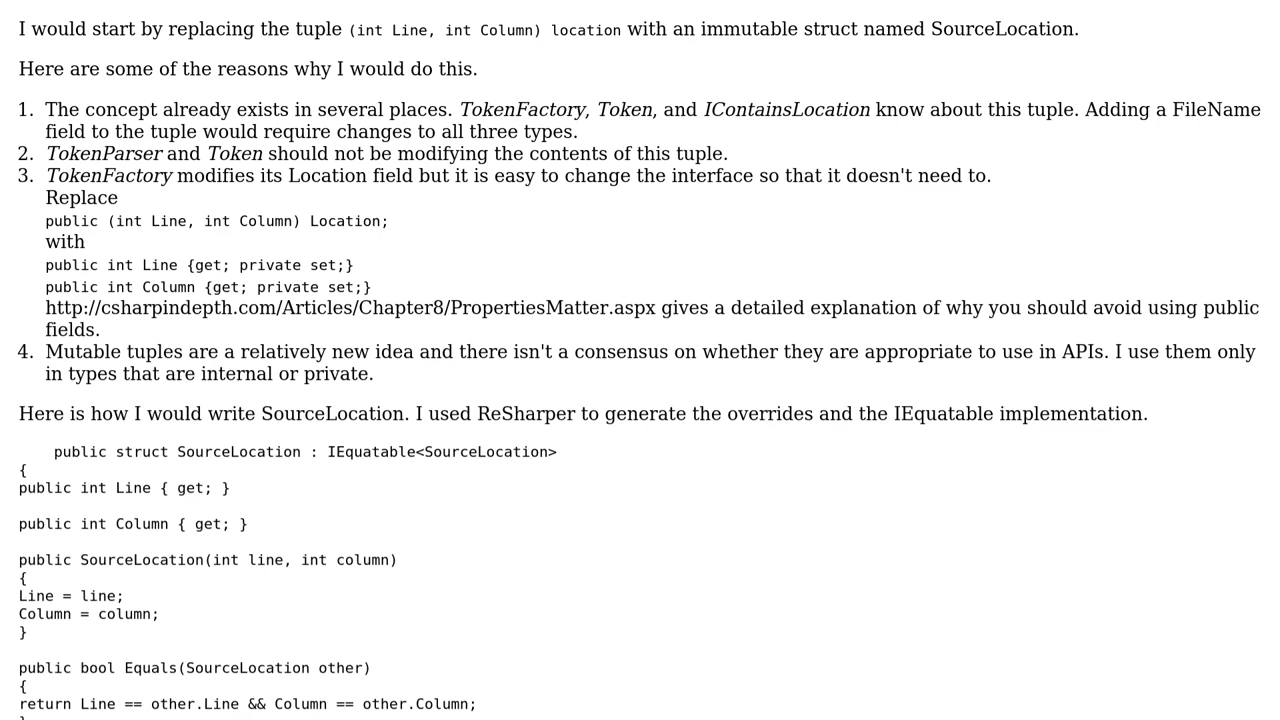 I would start by replacing the tuple (int Line, int Column) location with an immutable struct named SourceLocation.
Here are some of the reasons why I would do this.
1. The concept already exists in several places. TokenFactory, Token, and IContainsLocation know about this tuple. Adding a FileName
field to the tuple would require changes to all three types.
2. TokenParser and Token should not be modifying the contents of this tuple.
3. TokenFactory modifies its Location field but it is easy to change the interface so that it doesn't need to.
Replace
public (int Line, int Column) Location;
with
public int Line {get; private set;}
public int Column {get; private set;}
http://csharpindepth.com/Articles/Chapter8/PropertiesMatter.aspx gives a detailed explanation of why you should avoid using public
fields.
4. Mutable tuples are a relatively new idea and there isn't a consensus on whether they are appropriate to use in APIs. I use them only
in types that are internal or private.
Here is how I would write SourceLocation. I used ReSharper to generate the overrides and the IEquatable implementation.
    public struct SourceLocation : IEquatable<SourceLocation>
{
public int Line { get; }
public int Column { get; }
public SourceLocation(int line, int column)
{
Line = line;
Column = column;
}
public bool Equals(SourceLocation other)
{
return Line == other.Line && Column == other.Column;
}